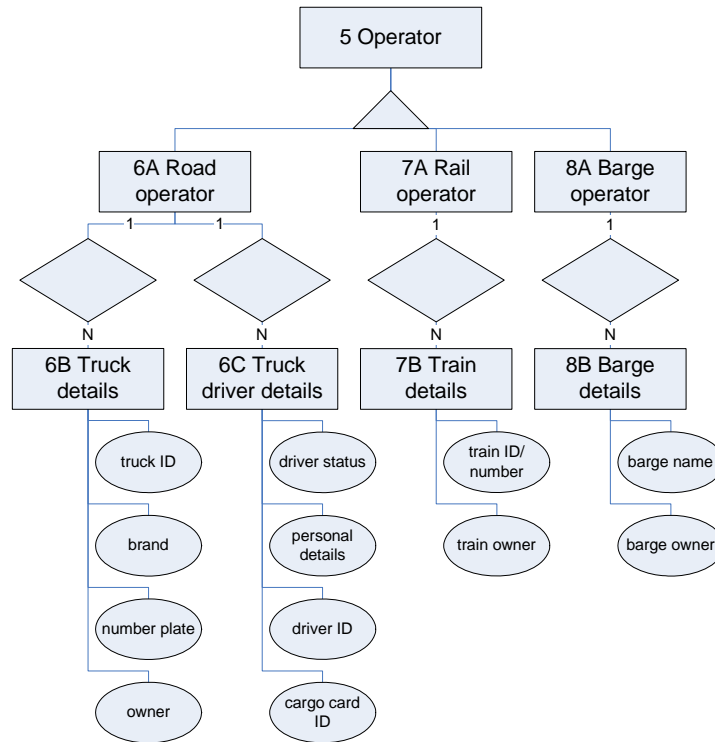 5 Operator
6A Road
operator
7A Rail
operator
8A Barge
operator
1
1
1
1
N
N
N
N
6B Truck
details
6C Truck
driver details
7B Train
details
8B Barge
details
truck ID
driver status
train ID/
number
barge name
brand
personal
details
train owner
barge owner
number plate
driver ID
owner
cargo card
ID